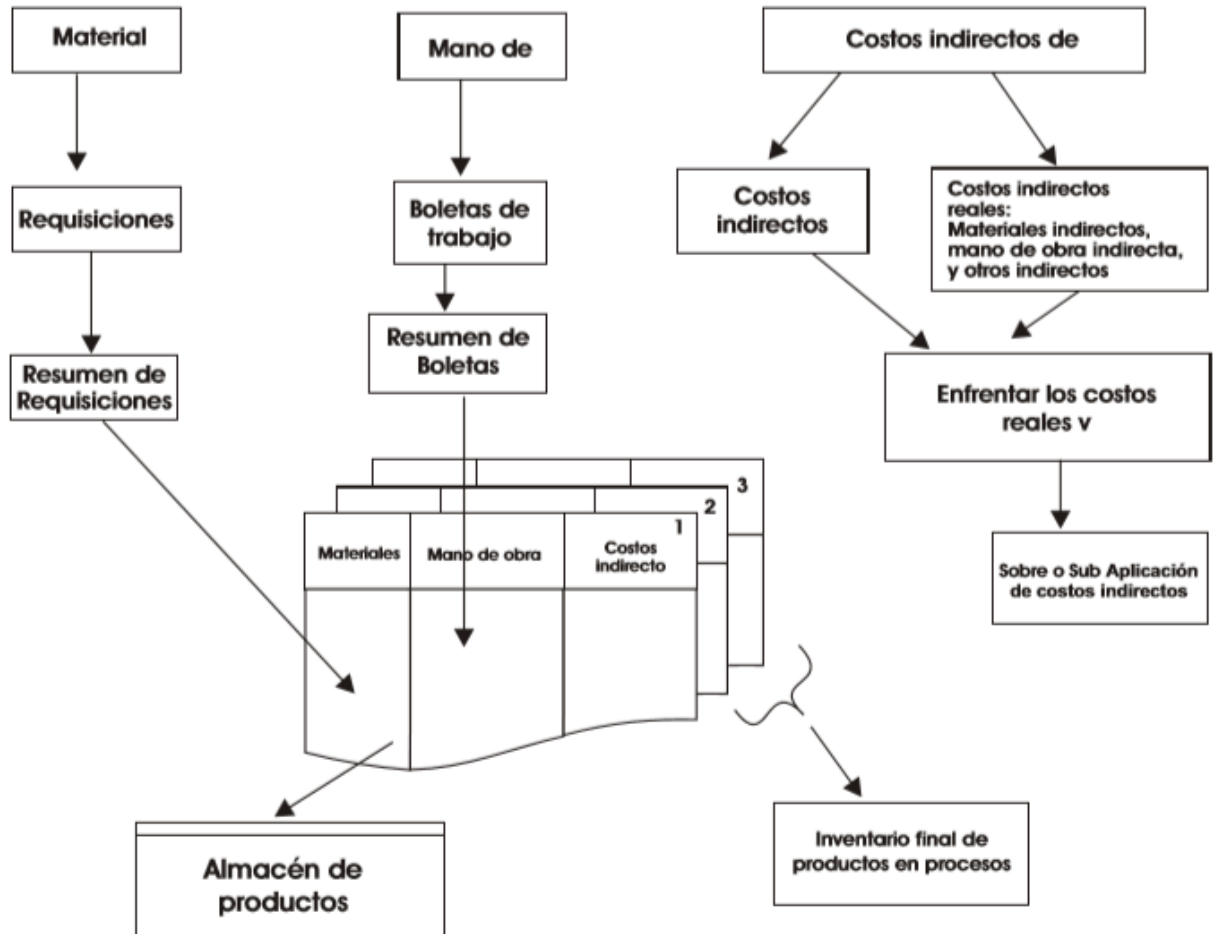 Material
Mano de
Costos indirectos de
Requisiciones
Boletas de
trabajo
Costos
indirectos
Costos indirectos
reales:
Materiales indirectos,
mano de obra indirecta,
y otros indirectos
Resumen de
Requisiciones
Resumen de
Boletas
Enfrentar los costos
reales v
3
2
1
Materiales
Mano de obra
Costos
indirecto
Sobre o Sub Aplicación
de costos indirectos
Almacén de
productos
Inventario final de
productos en procesos